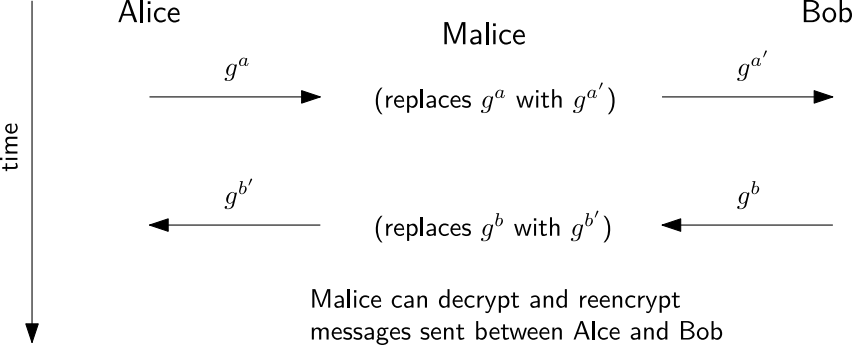 Alice
Malice
Bob
g^a
(replaces g^a with g^{a'})
g^{a'}
time
g^{b'}
(replaces g^b with g^{b'})
g^b
Malice can decrypt and reencrypt
messages sent between Alce and Bob